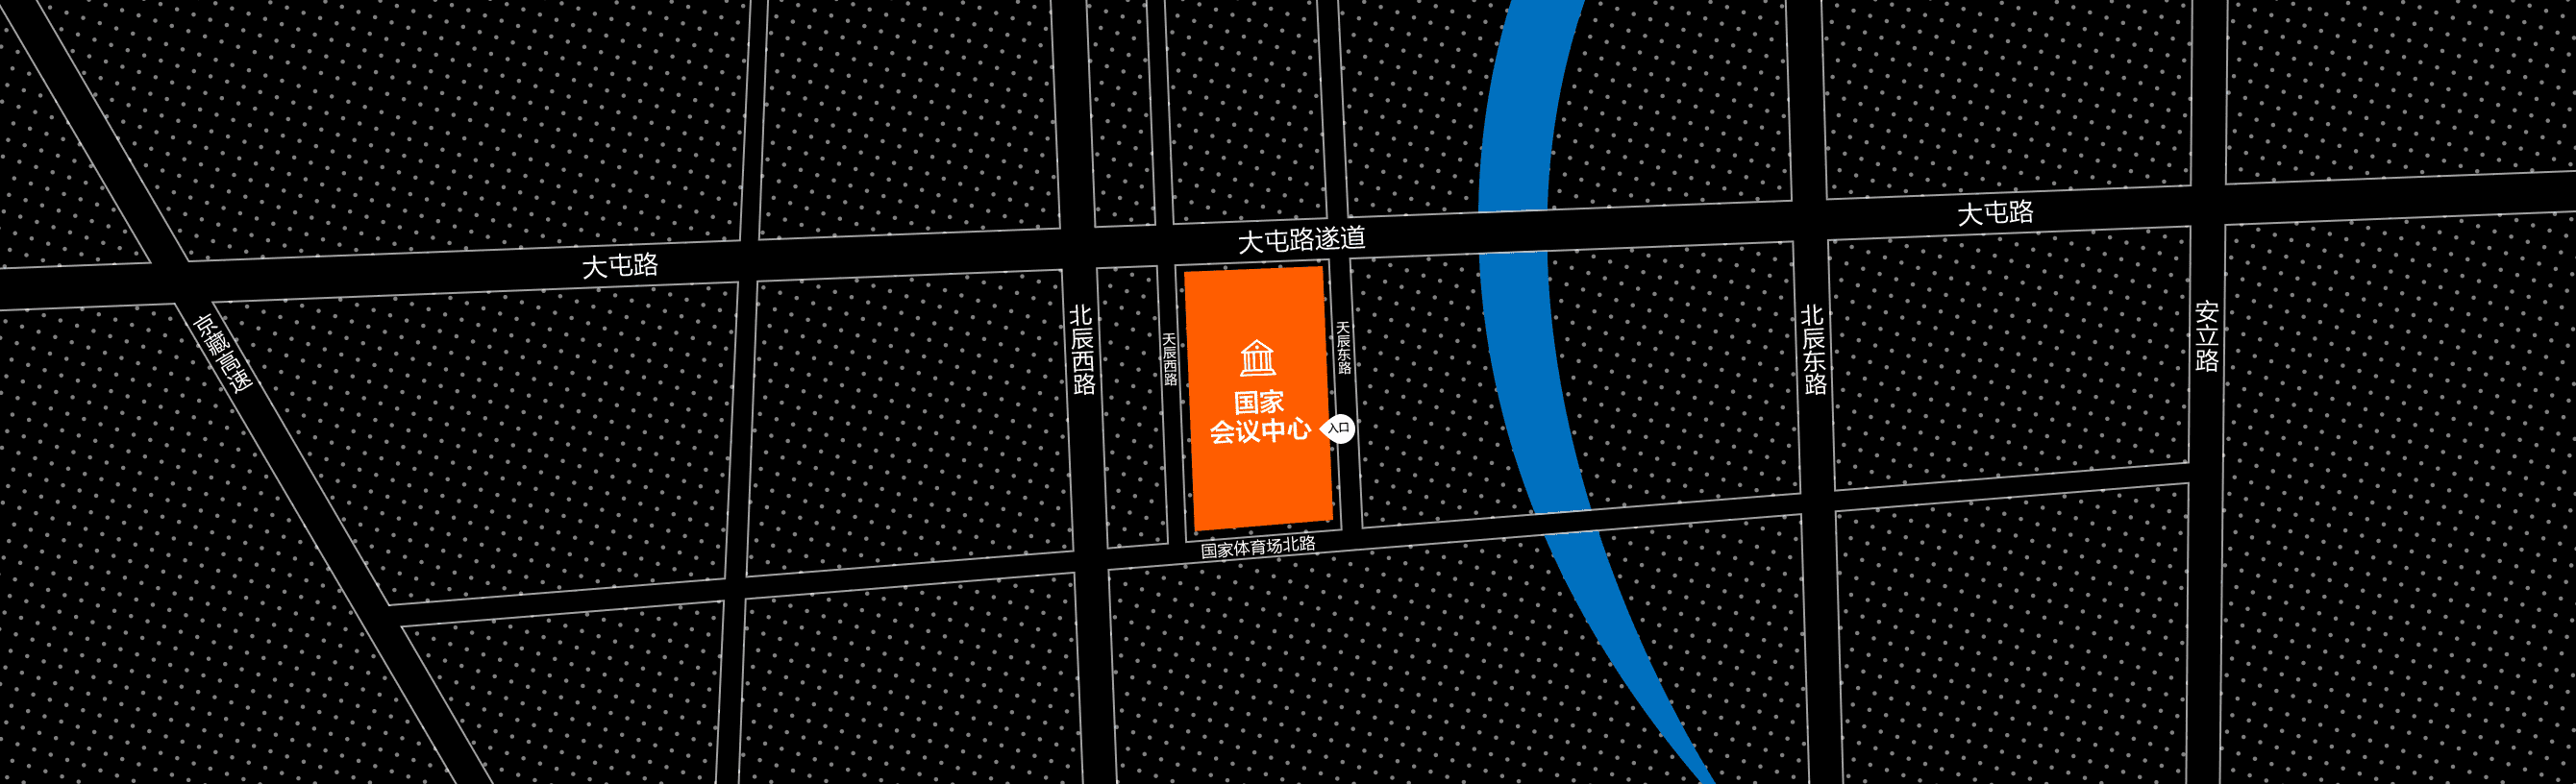 大屯路
大屯路遂道
大屯路
京藏高速
北辰西路
天辰西路
国家
会议中心
入口
天辰东路
北辰东路
安立路
国家体育场北路